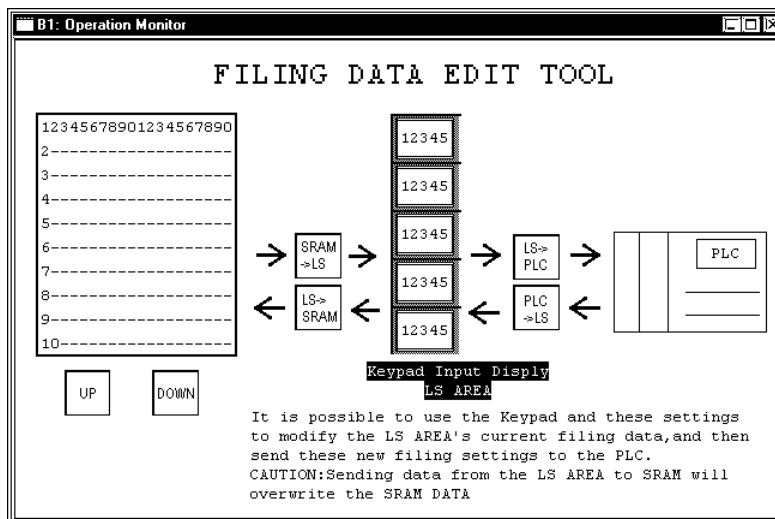 B1: Operation Monitor
FILING DATA EDIT TOOL
12345678901234567890
2------------------
3------------------
4------------------
5------------------
6------------------
7------------------
8------------------
9------------------
10-----------------
UP
DOWN
SRAM
->LS
LS->
SRAM
12345
12345
12345
12345
12345
Keypad Input Disply
LS AREA
LS->
PLC
PLC
->LS
PLC
It is possible to use the Keypad and these settings
to modify the LS AREA's current filing data,and then
send these new filing settings to the PLC.
CAUTION:Sending data from the LS AREA to SRAM will
overwrite the SRAM DATA